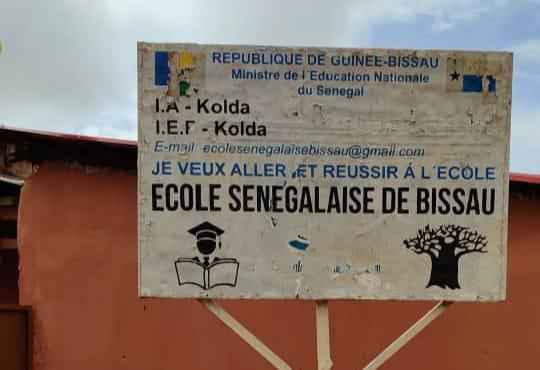 REPUBLIQUE DE GUINEE-BISSAU
Ministre de l'Education Nationale
du Senegal
I.A - Kolda
I.E.F - Kolda
E-mail: ecolesenegalaisebissau@gmail.com
JE VEUX ALLER ET REUSSIR Á L'ECOLE
ECOLE SENEGALAISE DE BISSAU